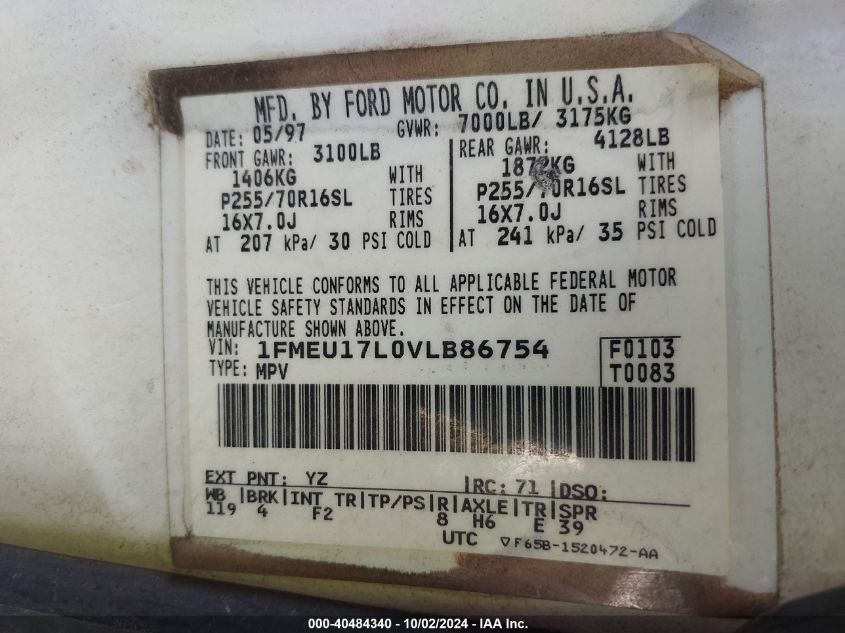 MFD. BY FORD MOTOR CO. IN U.S.A.
DATE: 05/97 GVWR: 7000LB/ 3175KG
FRONT GAWR: 3100LB REAR GAWR: 4128LB
1406KG WITH 1872KG WITH
P255/70R16SL TIRES P255/70R16SL TIRES
16X7.0J RIMS 16X7.0J RIMS
AT 207 kPa/ 30 PSI COLD AT 241 kPa/ 35 PSI COLD
THIS VEHICLE CONFORMS TO ALL APPLICABLE FEDERAL MOTOR
VEHICLE SAFETY STANDARDS IN EFFECT ON THE DATE OF
MANUFACTURE SHOWN ABOVE.
VIN: 1FMEU17L0VLB86754 F0103
TYPE: MPV T0083
EXT PNT: YZ RC: 71 DSO:
WB BRK INT TR TP/PS R AXLE TR SPR
119 4 F2 8 H6 E 39
UTC ▽F65B-1520472-AA
000-40484340 - 10/02/2024 - IAA Inc.